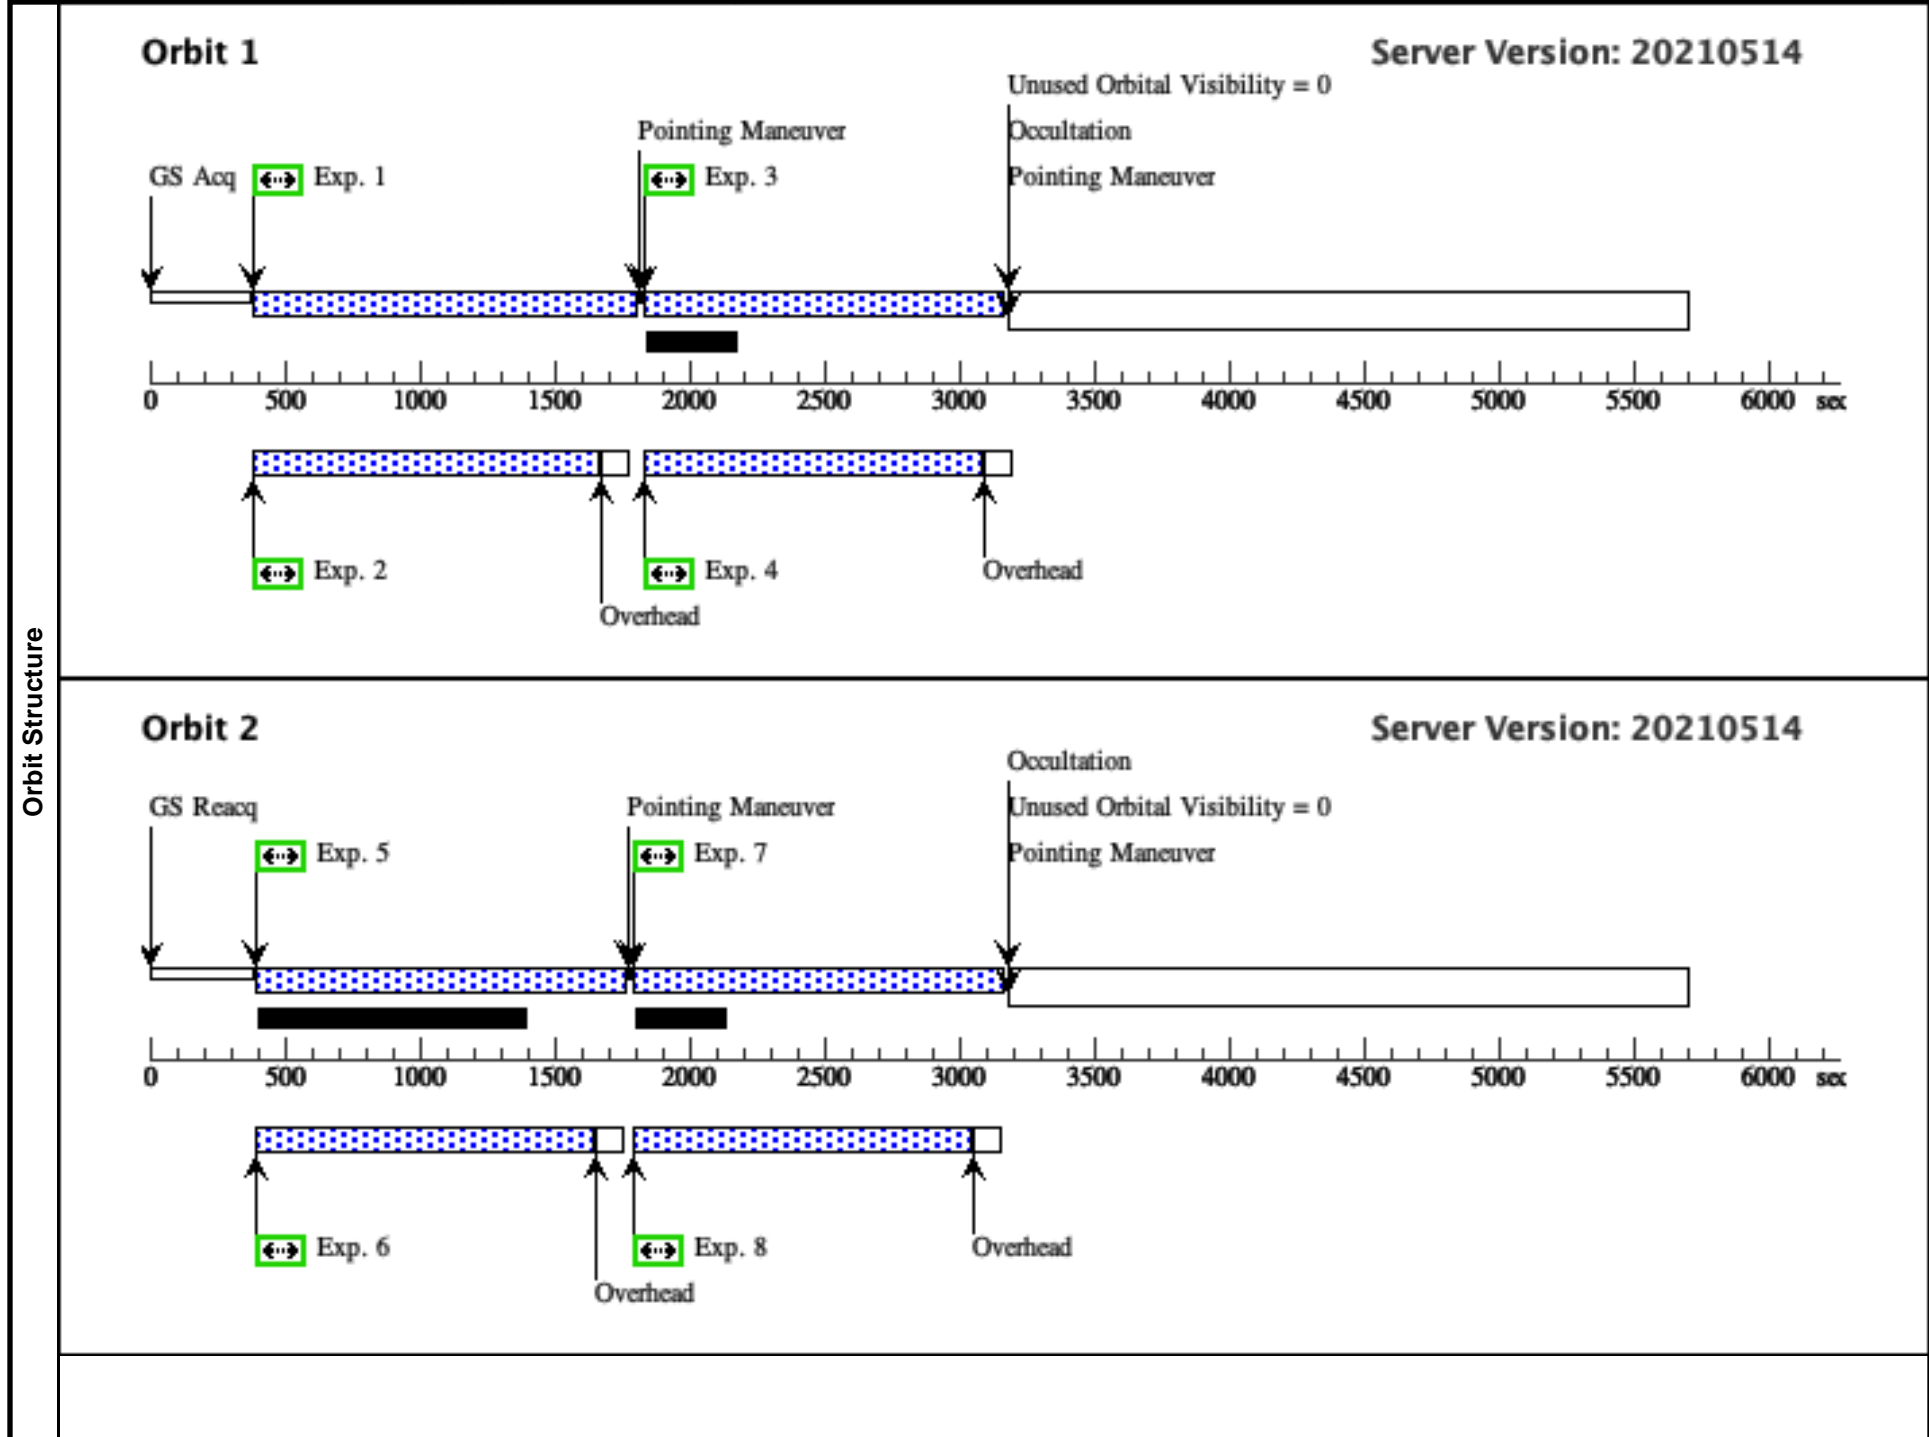 Orbit Structure
Orbit 1 Server Version: 20210514
Unused Orbital Visibility = 0
Pointing Maneuver Occultation
GS Acq Exp. 1 Exp. 3 Pointing Maneuver
0 500 1000 1500 2000 2500 3000 3500 4000 4500 5000 5500 6000 sec
Exp. 2 Exp. 4 Overhead
Overhead
Orbit 2 Server Version: 20210514
Occultation
GS Reacq Pointing Maneuver Unused Orbital Visibility = 0
Exp. 5 Exp. 7 Pointing Maneuver
0 500 1000 1500 2000 2500 3000 3500 4000 4500 5000 5500 6000 sec
Exp. 6 Exp. 8 Overhead
Overhead